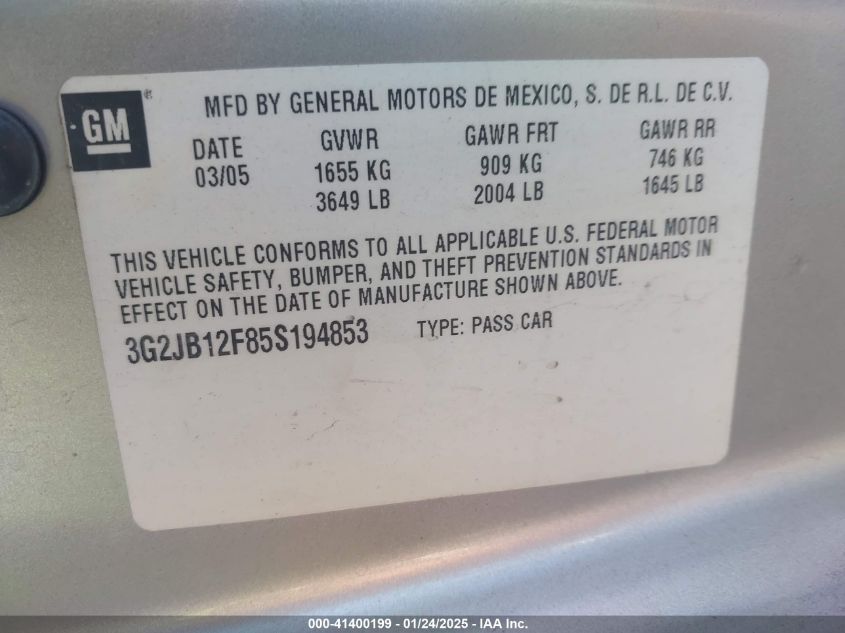 GM®
MFD BY GENERAL MOTORS DE MEXICO, S. DE R.L. DE C.V.
DATE GVWR GAWR FRT GAWR RR
03/05 1655 KG 909 KG 746 KG
3649 LB 2004 LB 1645 LB
THIS VEHICLE CONFORMS TO ALL APPLICABLE U.S. FEDERAL MOTOR
VEHICLE SAFETY, BUMPER, AND THEFT PREVENTION STANDARDS IN
EFFECT ON THE DATE OF MANUFACTURE SHOWN ABOVE.
3G2JB12F85S194853 TYPE: PASS CAR
000-41400199 - 01/24/2025 - IAA Inc.